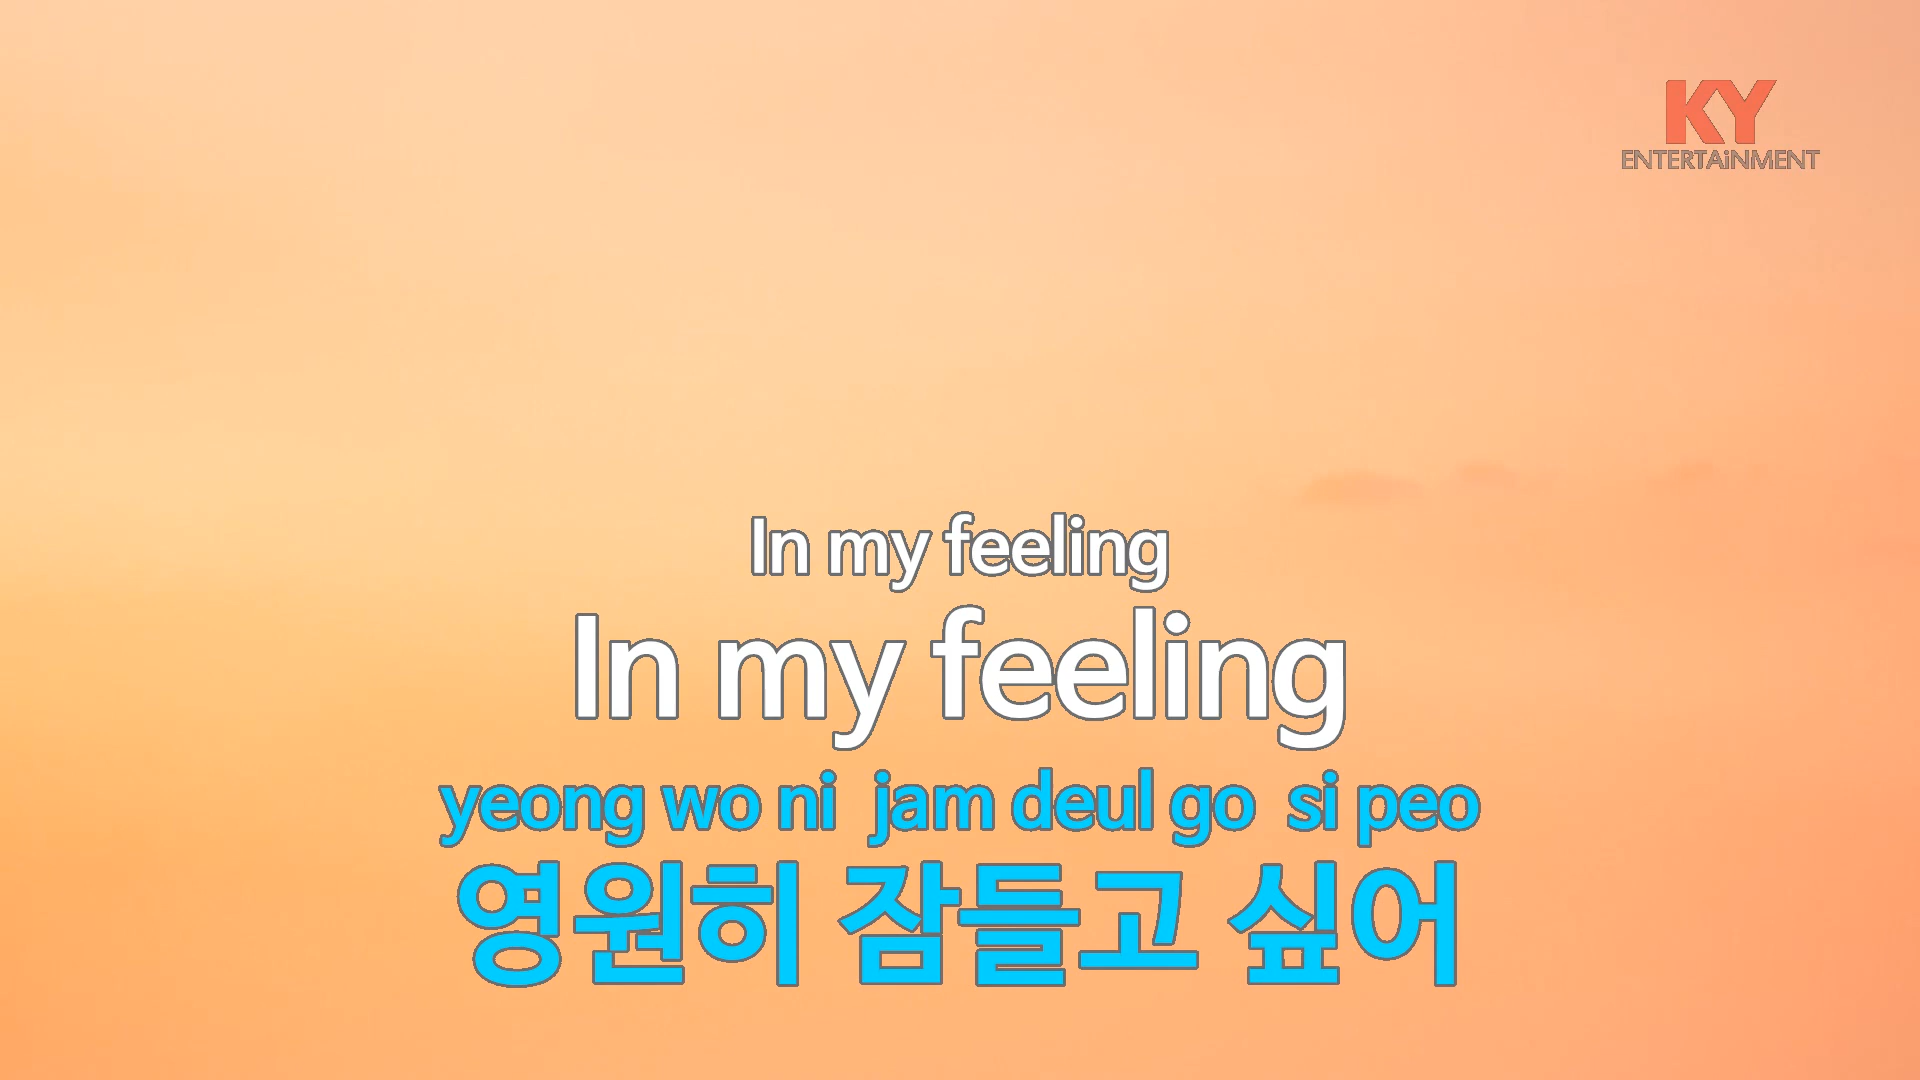 KY
ENTERTAiNMENT
In my feeling
In my feeling
yeong wo ni jam deul go si peo
영원히 잠들고 싶어